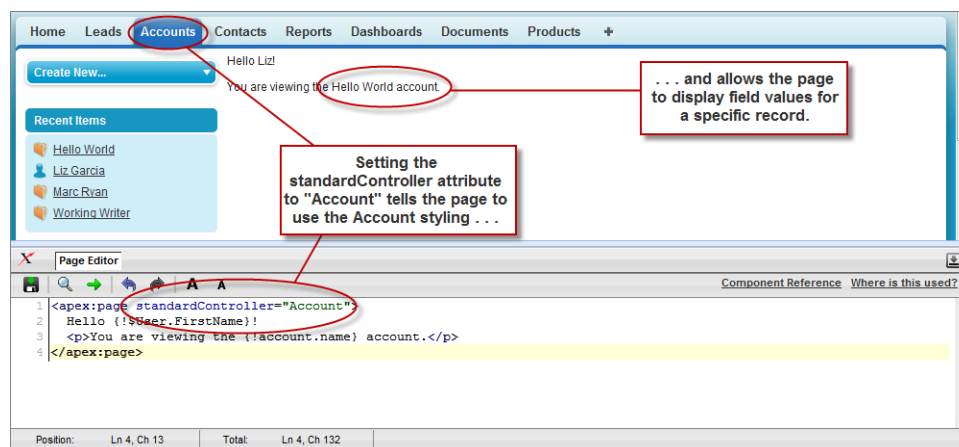 Home Leads Accounts Contacts Reports Dashboards Documents Products +
Create New...
Hello Liz!
You are viewing the Hello World account.
. . . and allows the page
to display field values for
a specific record.
Recent Items
Hello World
Liz Garcia
Marc Ryan
Working Writer
Setting the
standardController attribute
to "Account" tells the page to
use the Account styling . . .
Page Editor
A A Component Reference Where is this used?
1 <apex:page standardController="Account">
2 Hello {!$User.FirstName}!
3 <p>You are viewing the {!account.name} account.</p>
4 </apex:page>
Position: Ln 4, Ch 13 Total: Ln 4, Ch 132